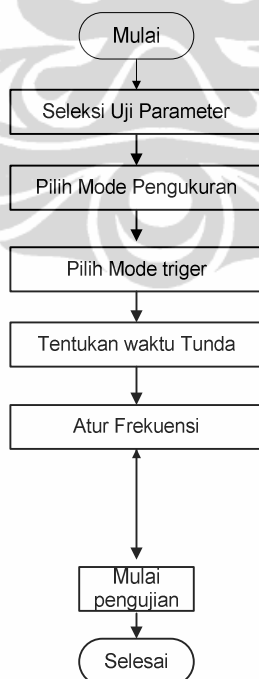 Mulai
Seleksi Uji Parameter
Pilih Mode Pengukuran
Pilih Mode triger
Tentukan waktu Tunda
Atur Frekuensi
Mulai
pengujian
Selesai